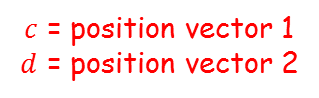 c = position vector 1
d = position vector 2